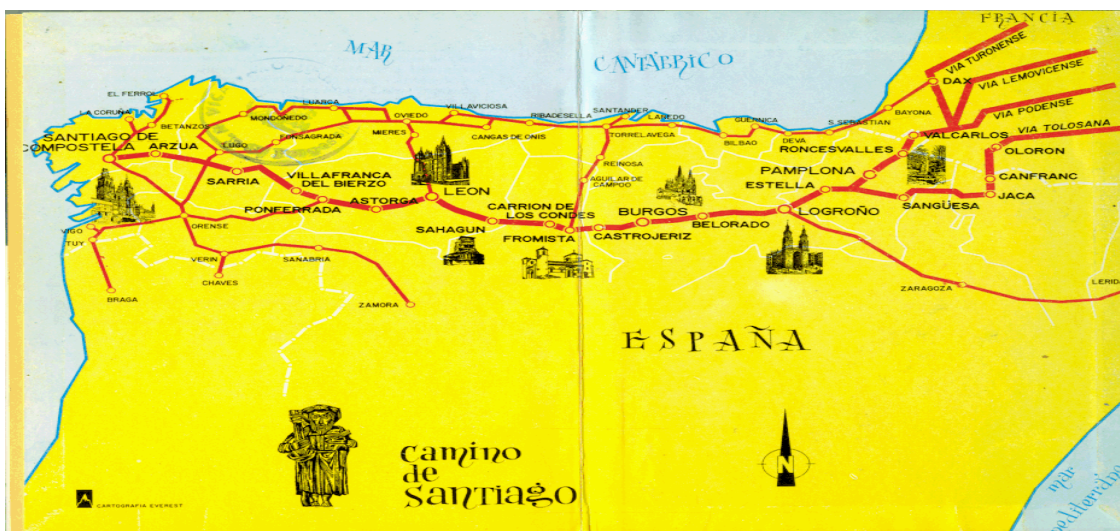 FRANCIA
MAR
CANTÁBRICO
VIA TURONENSE
VIA LEMOVICENSE
DAX
VIA PODENSE
VIA TOLOSANA
EL FERROL
LA CORUÑA
BETANZOS
MONDOÑEDO
LUARCA
OVIEDO
VILLAVICIOSA
RIBADESELLA
SANTANDER
LAREDO
GUERNICA
BAYONA
SANTIAGO DE
COMPOSTELA
ARZUA
LUGO
FONSAGRADA
MIERES
CANGAS DE ONIS
TORRELAVEGA
BILBAO
DEVA
S. SEBASTIAN
VALCARLOS
RONCESVALLES
OLORON
SARRIA
VILLAFRANCA
DEL BIERZO
LEON
REINOSA
AGUILAR DE
CAMPOO
PAMPLONA
CANFRANC
ESTELLA
JACA
SANGÜESA
PONFERRADA
ASTORGA
CARRION DE
LOS CONDES
BURGOS
LOGROÑO
SAHAGUN
FROMISTA
CASTROJERIZ
BELORADO
VIGO
TUY
ORENSE
VERIN
SANABRIA
CHAVES
BRAGA
ZAMORA
ZARAGOZA
LERIDA
ESPAÑA
Camino
de
Santiago
N
mar
mediterráneo
CARTOGRAFIA EVEREST